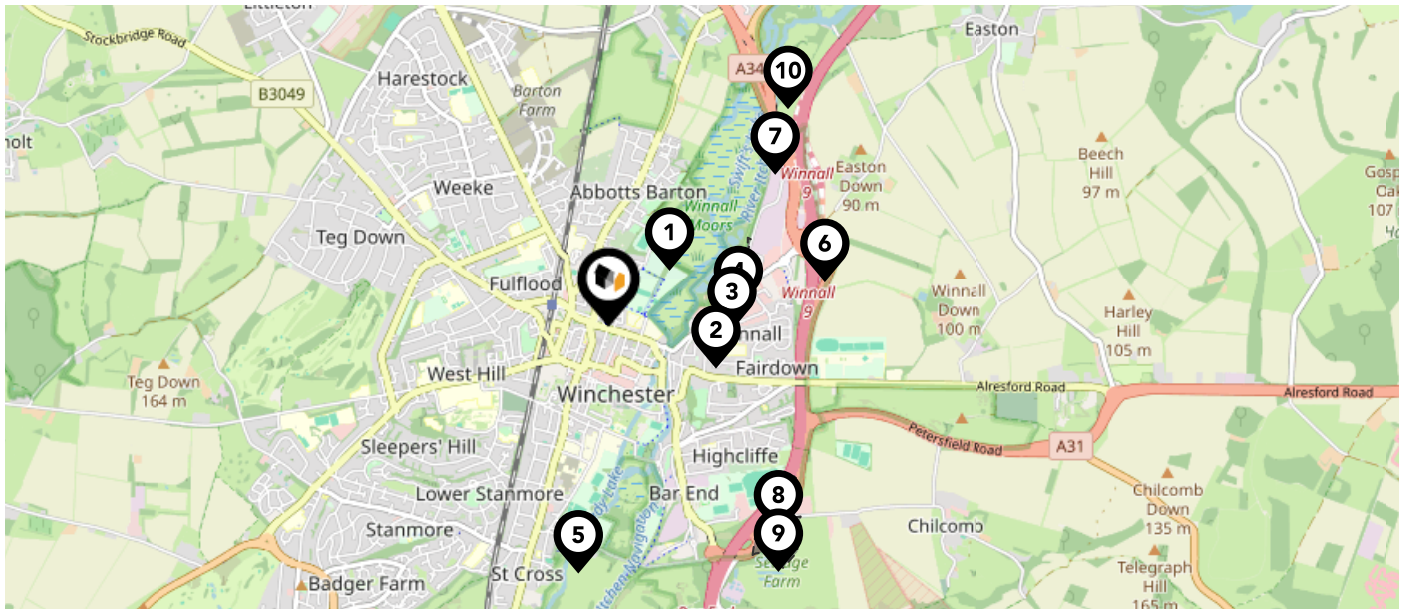 Littleton
Stockbridge Road
Easton
Harestock
A34
10
B3049
Barton
Farm
7
Swift's
Winnall
9
Easton
Down
90 m
Beech
Hill
97 m
Weeke
Abbotts Barton
Winnall
Moors
River
Teg Down
1
6
Fulflood
4
3
Winnall
9
Winnall
Down
100 m
Harley
Hill
105 m
2
Teg Down
164 m
West Hill
Fairdown
Winchester
Alresford Road
Alresford Road
Sleepers' Hill
Highcliffe
Petersfield Road
A31
Lower Stanmore
Bar End
8
Chilcomb
Down
135 m
Stanmore
5
9
Chilcomb
St Cross
Navigation
Farm
Badger Farm
Telegraph
Hill
165 m